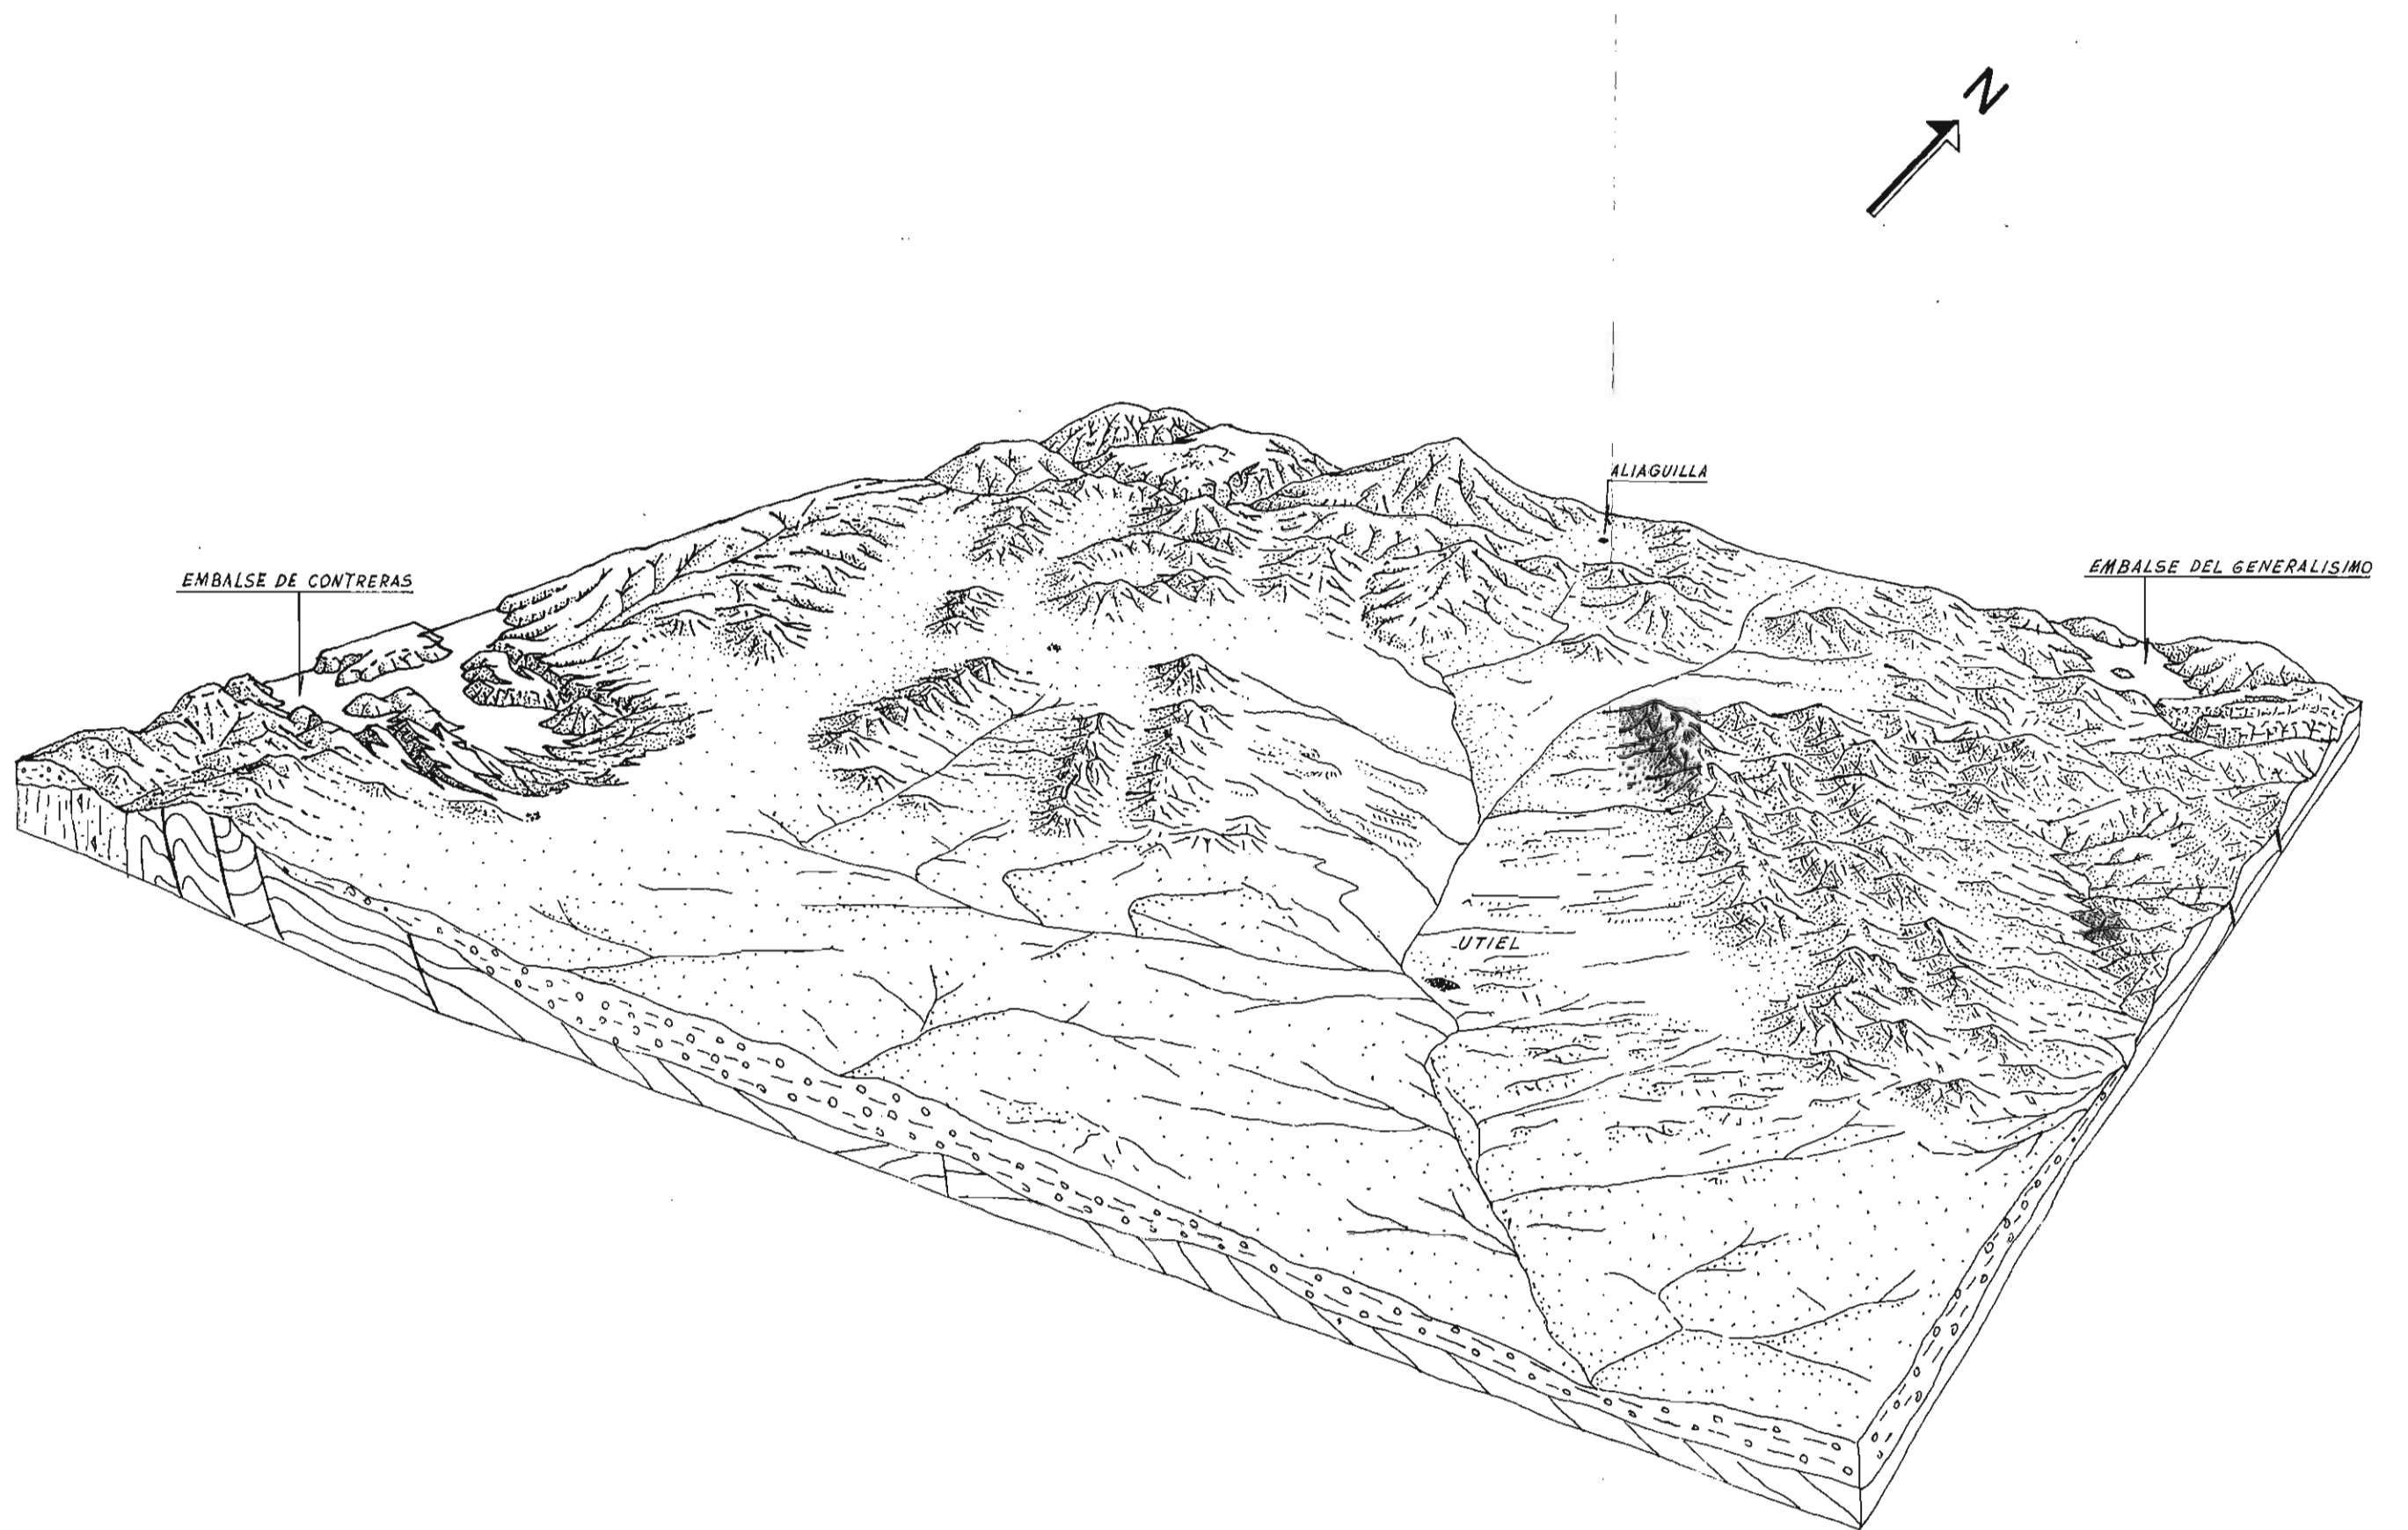 N
ALIAGUILLA
EMBALSE DE CONTRERAS
EMBALSE DEL GENERALISIMO
UTIEL